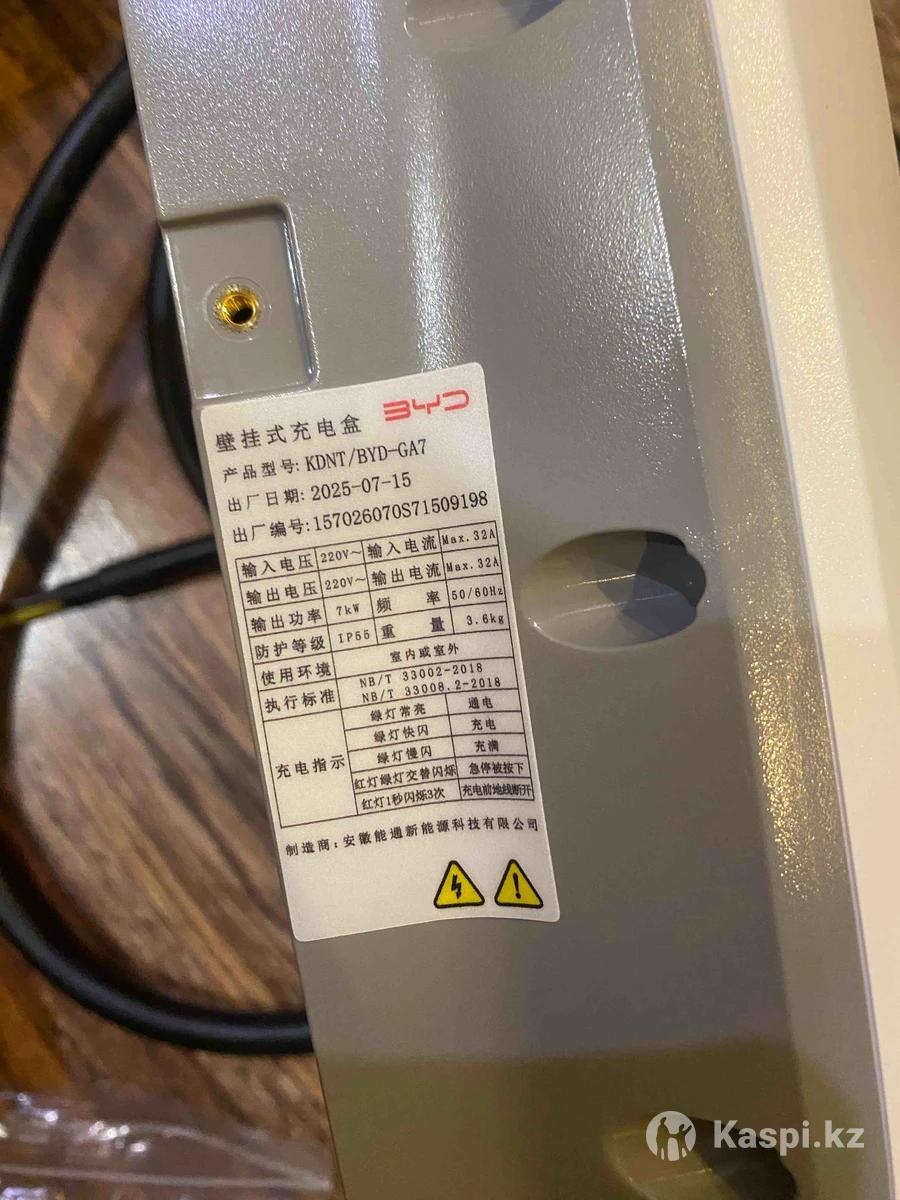 BYD
壁挂式充电盒
产品型号: KDNT/BYD-GA7
出厂日期: 2025-07-15
出厂编号:157026070S71509198
输入电压 220V~ 输入电流 Max.32A
输出电压 220V~ 输出电流 Max.32A
输出功率 7kW 频率 50/60Hz
防护等级 IP55 重量 3.6kg
使用环境 室内或室外
执行标准 NB/T 33002-2018
NB/T 33008.2-2018
充电指示
绿灯常亮 通电
绿灯快闪 充电
绿灯慢闪 充满
红灯绿灯交替闪烁 急停被按下
红灯1秒闪烁3次 充电前地线断开
制造商:安徽能通新能源科技有限公司
Kaspi.kz